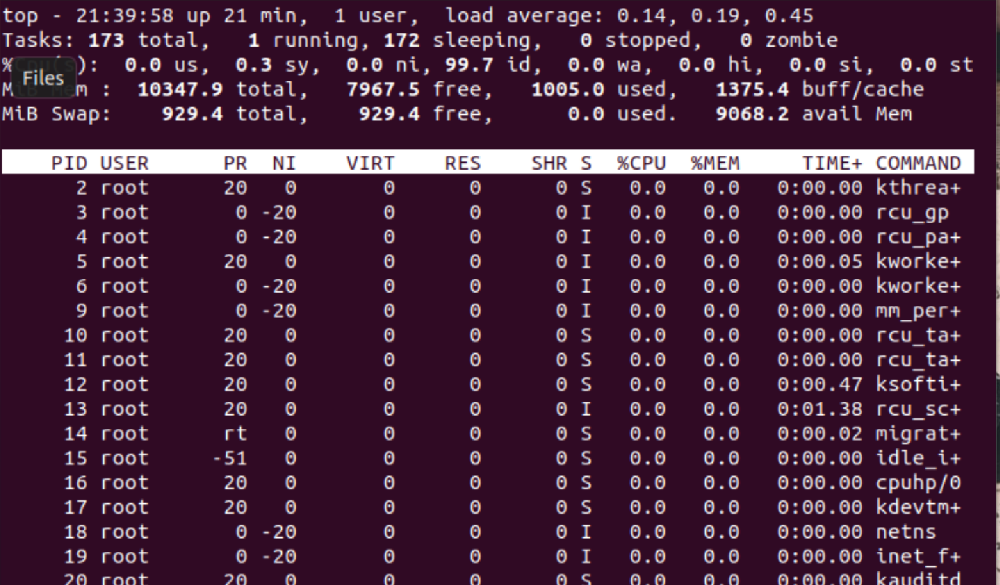 top - 21:39:58 up 21 min,  1 user,  load average: 0.14, 0.19, 0.45
Tasks: 173 total,   1 running, 172 sleeping,   0 stopped,   0 zombie
%Cpu(s):  0.0 us,  0.3 sy,  0.0 ni, 99.7 id,  0.0 wa,  0.0 hi,  0.0 si,  0.0 st
Files
MiB Mem :  10347.9 total,   7967.5 free,   1005.0 used,   1375.4 buff/cache
MiB Swap:    929.4 total,    929.4 free,      0.0 used.   9068.2 avail Mem
PID USER      PR  NI    VIRT    RES    SHR S  %CPU  %MEM     TIME+ COMMAND
2 root      20   0       0      0      0 S   0.0   0.0   0:00.00 kthrea+
3 root       0 -20       0      0      0 I   0.0   0.0   0:00.00 rcu_gp
4 root       0 -20       0      0      0 I   0.0   0.0   0:00.00 rcu_pa+
5 root      20   0       0      0      0 I   0.0   0.0   0:00.05 kworke+
6 root       0 -20       0      0      0 I   0.0   0.0   0:00.00 kworke+
9 root       0 -20       0      0      0 I   0.0   0.0   0:00.00 mm_per+
10 root      20   0       0      0      0 S   0.0   0.0   0:00.00 rcu_ta+
11 root      20   0       0      0      0 S   0.0   0.0   0:00.00 rcu_ta+
12 root      20   0       0      0      0 S   0.0   0.0   0:00.47 ksofti+
13 root      20   0       0      0      0 I   0.0   0.0   0:01.38 rcu_sc+
14 root      rt   0       0      0      0 S   0.0   0.0   0:00.02 migrat+
15 root     -51   0       0      0      0 S   0.0   0.0   0:00.00 idle_i+
16 root      20   0       0      0      0 S   0.0   0.0   0:00.00 cpuhp/0
17 root      20   0       0      0      0 S   0.0   0.0   0:00.00 kdevtm+
18 root       0 -20       0      0      0 I   0.0   0.0   0:00.00 netns
19 root       0 -20       0      0      0 I   0.0   0.0   0:00.00 inet_f+
20 root      20   0       0      0      0 S   0.0   0.0   0:00.00 kauditd